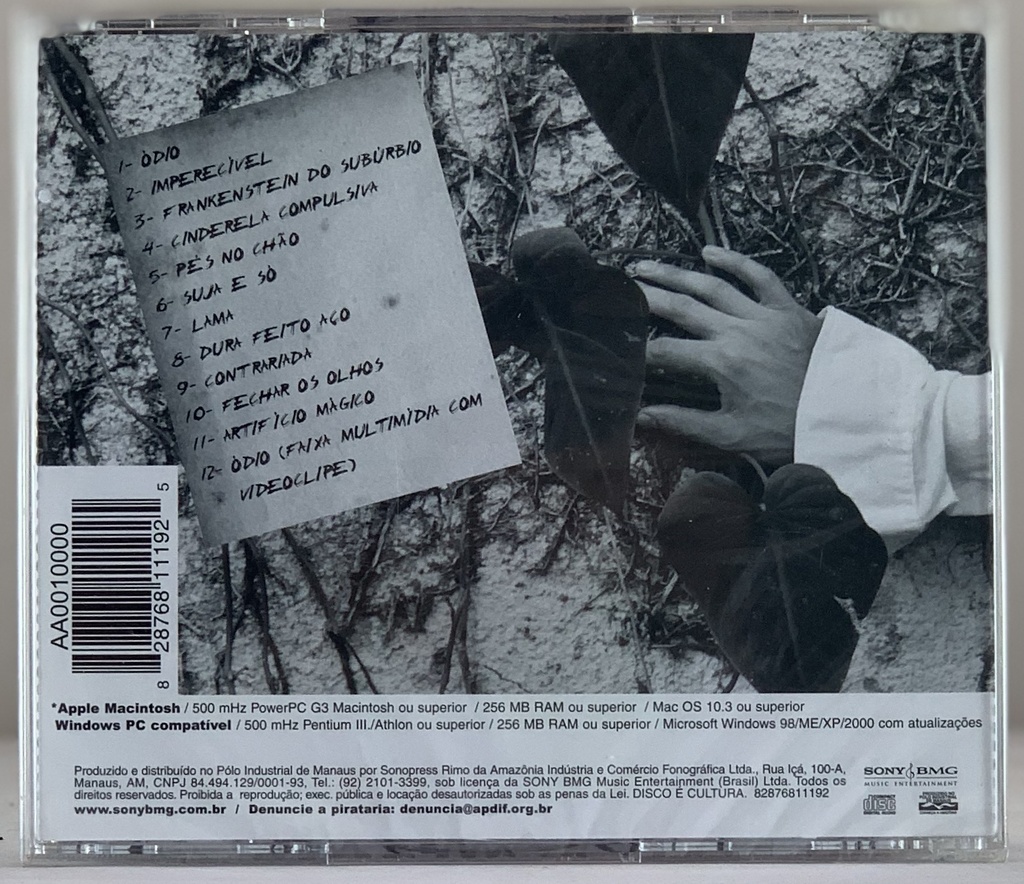 1- ÓDIO
2- IMPERECÍVEL
3- FRANKENSTEIN DO SUBÚRBIO
4- CINDERELA COMPULSIVA
5- PÉS NO CHÃO
6- SUJA E SÓ
7- LAMA
8- DURA FEITO AÇO
9- CONTRARIADA
10- FECHAR OS OLHOS
11- ARTIFÍCIO MÁGICO
12- ÓDIO (FAIXA MULTIMÍDIA COM
VIDEOCLIPE)
AA0010000
8 28768 11192 5
*Apple Macintosh / 500 mHz PowerPC G3 Macintosh ou superior / 256 MB RAM ou superior / Mac OS 10.3 ou superior
Windows PC compatível / 500 mHz Pentium III./Athlon ou superior / 256 MB RAM ou superior / Microsoft Windows 98/ME/XP/2000 com atualizações
Produzido e distribuído no Pólo Industrial de Manaus por Sonopress Rimo da Amazônia Indústria e Comércio Fonográfica Ltda., Rua Içá, 100-A,
Manaus, AM, CNPJ 84.494.129/0001-93, Tel.: (92) 2101-3399, sob licença da SONY BMG Music Entertainment (Brasil) Ltda. Todos os
direitos reservados. Proibida a reprodução; exec. pública e locação desautorizadas sob as penas da Lei. DISCO É CULTURA. 82876811192
www.sonybmg.com.br / Denuncie a pirataria: denuncia@apdif.org.br
SONY BMG
MUSIC ENTERTAINMENT
COMPACT
disc
DIGITAL AUDIO